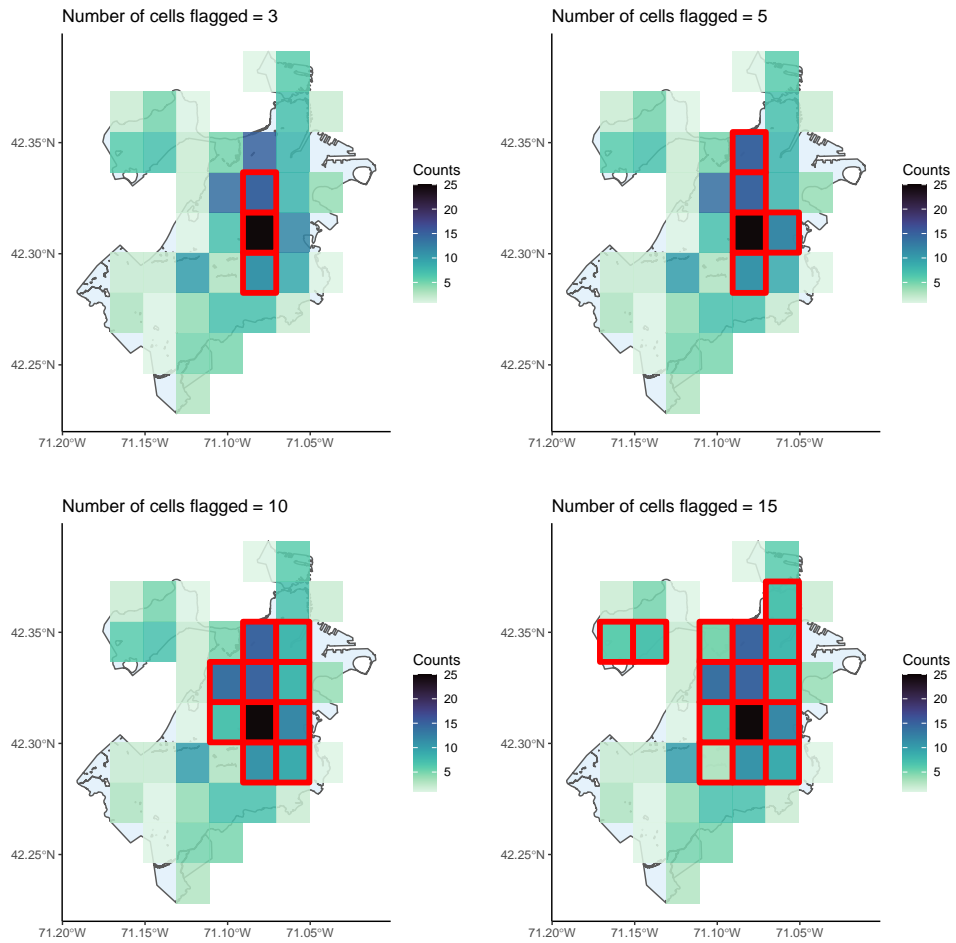 Number of cells flagged = 3
42.35°N
42.30°N
42.25°N
71.20°W 71.15°W 71.10°W 71.05°W
Counts
25
20
15
10
5
Number of cells flagged = 5
42.35°N
42.30°N
42.25°N
71.20°W 71.15°W 71.10°W 71.05°W
Counts
25
20
15
10
5
Number of cells flagged = 10
42.35°N
42.30°N
42.25°N
71.20°W 71.15°W 71.10°W 71.05°W
Counts
25
20
15
10
5
Number of cells flagged = 15
42.35°N
42.30°N
42.25°N
71.20°W 71.15°W 71.10°W 71.05°W
Counts
25
20
15
10
5